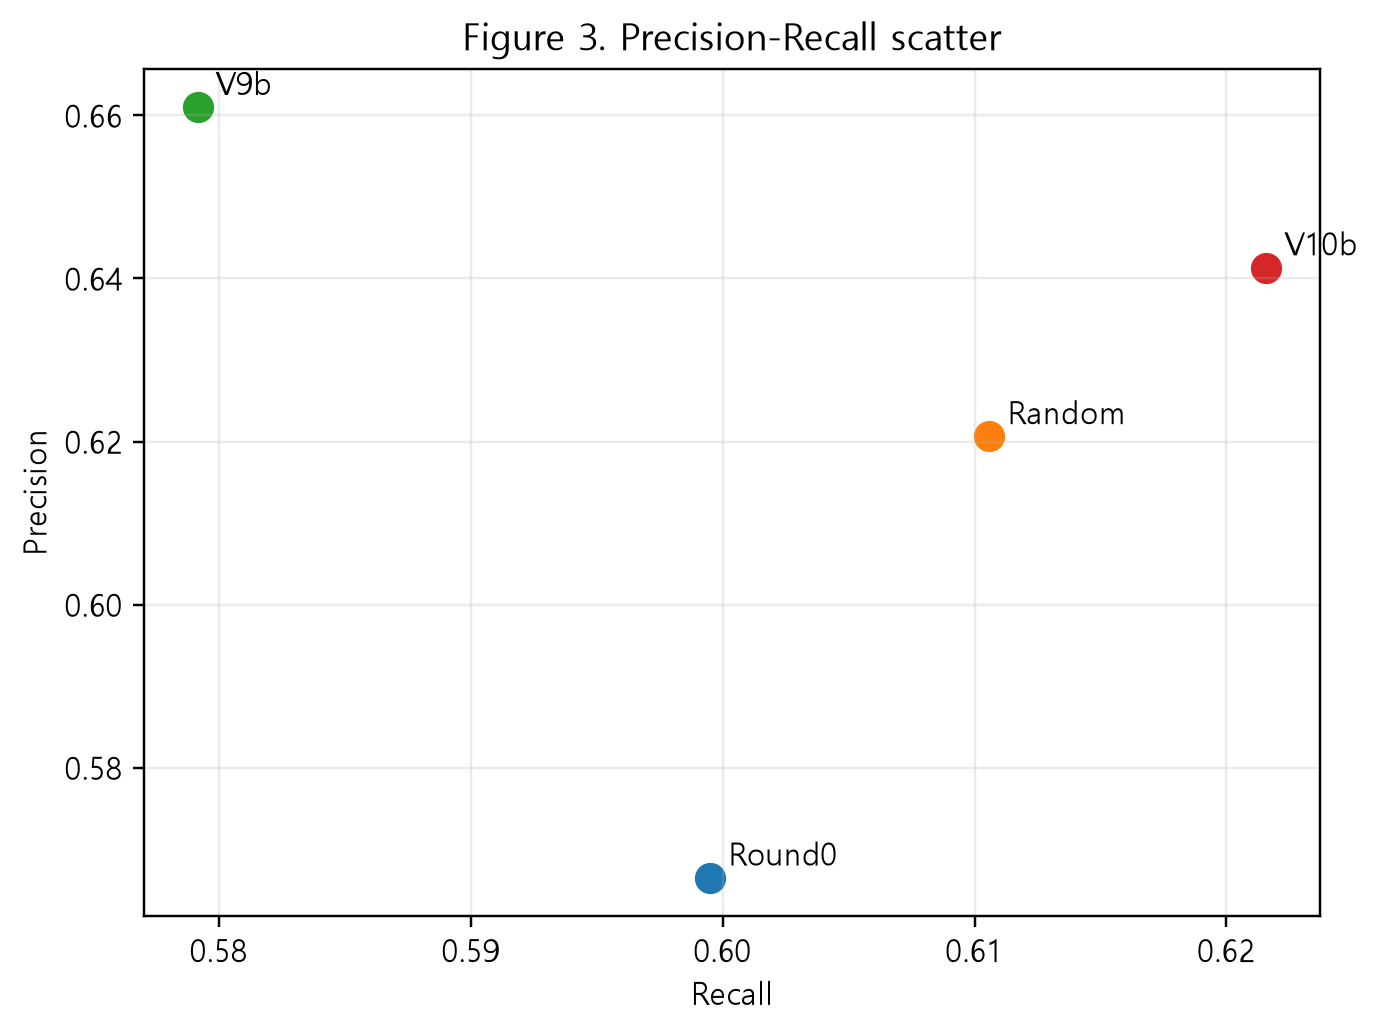 Figure 3. Precision-Recall scatter
V9b
0.66
V10b
0.64
Random
0.62
Precision
0.60
0.58
Round0
0.58 0.59 0.60 0.61 0.62
Recall